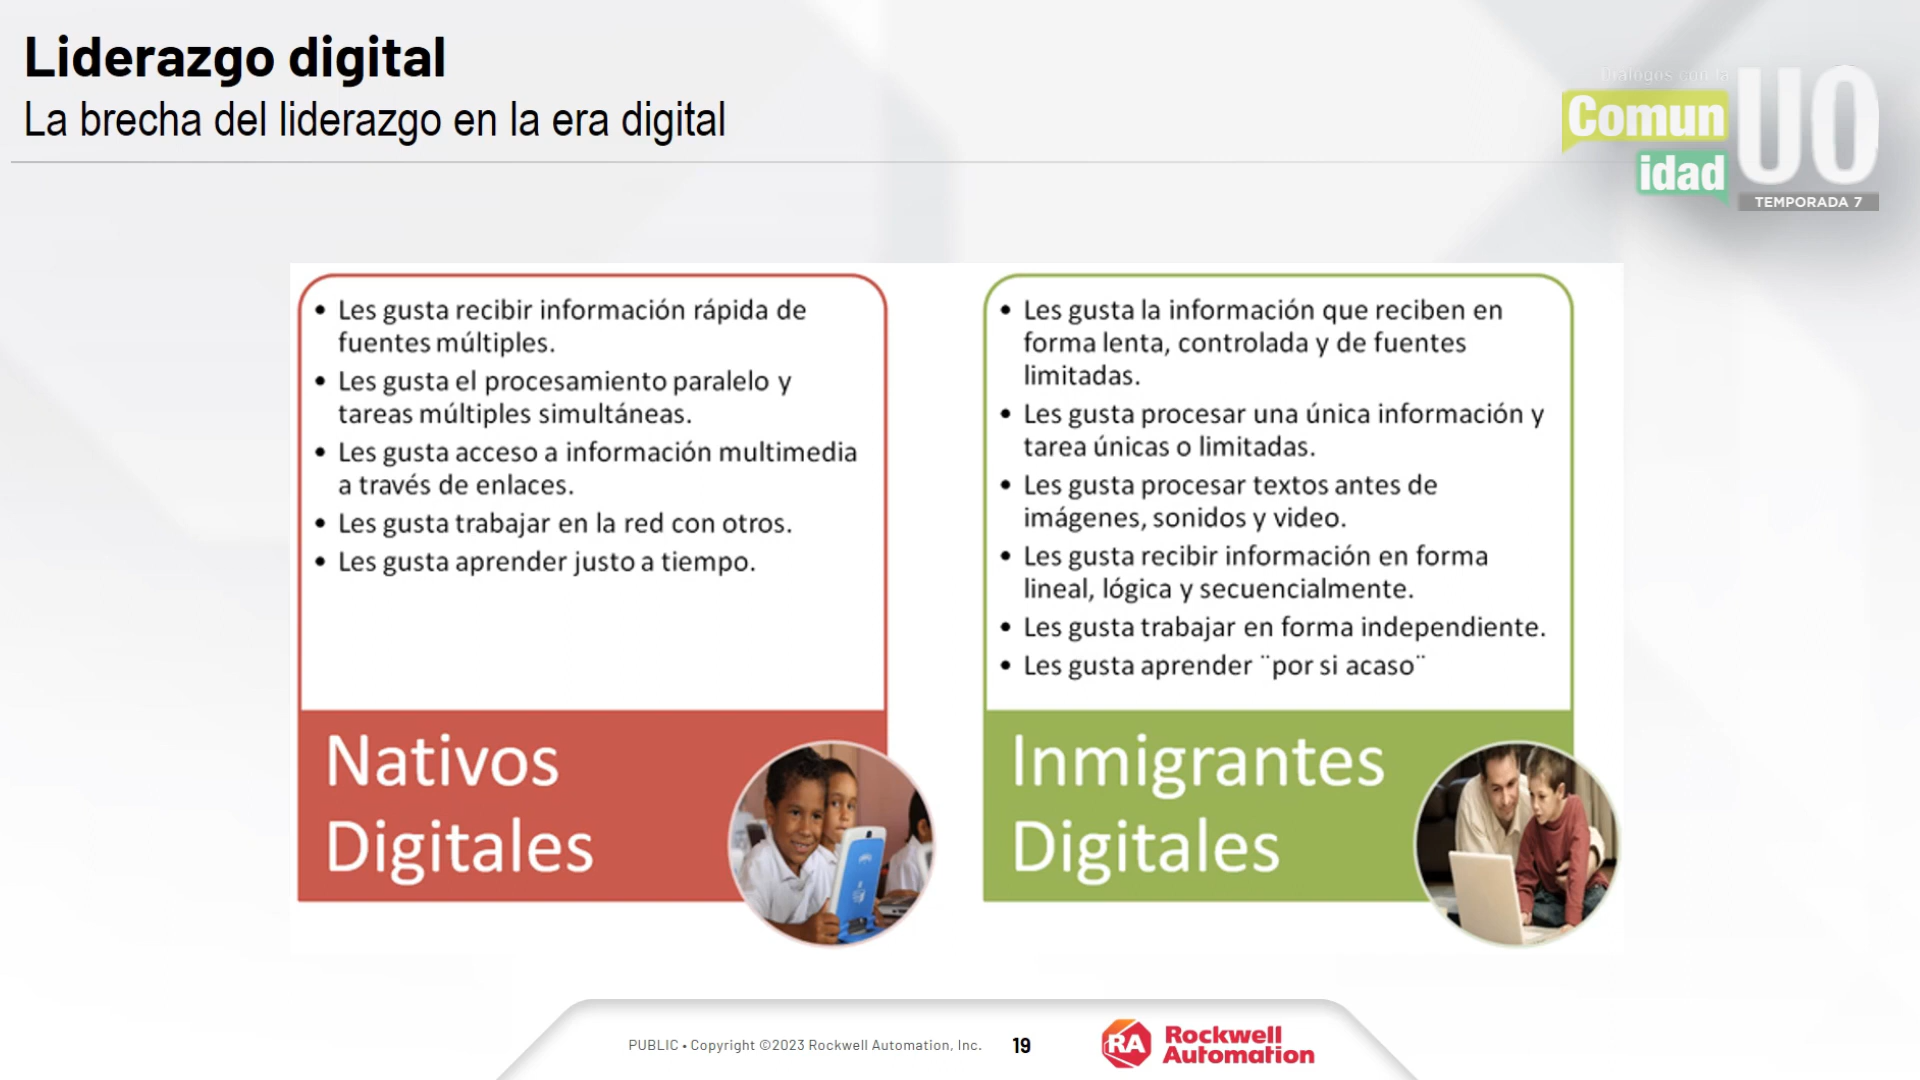 Liderazgo digital
La brecha del liderazgo en la era digital
Diálogos con la
Comun
idad
UO
TEMPORADA 7
• Les gusta recibir información rápida de
fuentes múltiples.
• Les gusta el procesamiento paralelo y
tareas múltiples simultáneas.
• Les gusta acceso a información multimedia
a través de enlaces.
• Les gusta trabajar en la red con otros.
• Les gusta aprender justo a tiempo.
Nativos
Digitales
• Les gusta la información que reciben en
forma lenta, controlada y de fuentes
limitadas.
• Les gusta procesar una única información y
tarea únicas o limitadas.
• Les gusta procesar textos antes de
imágenes, sonidos y video.
• Les gusta recibir información en forma
lineal, lógica y secuencialmente.
• Les gusta trabajar en forma independiente.
• Les gusta aprender ¨por si acaso¨
Inmigrantes
Digitales
PUBLIC • Copyright ©2023 Rockwell Automation, Inc.
19
RA
Rockwell
Automation